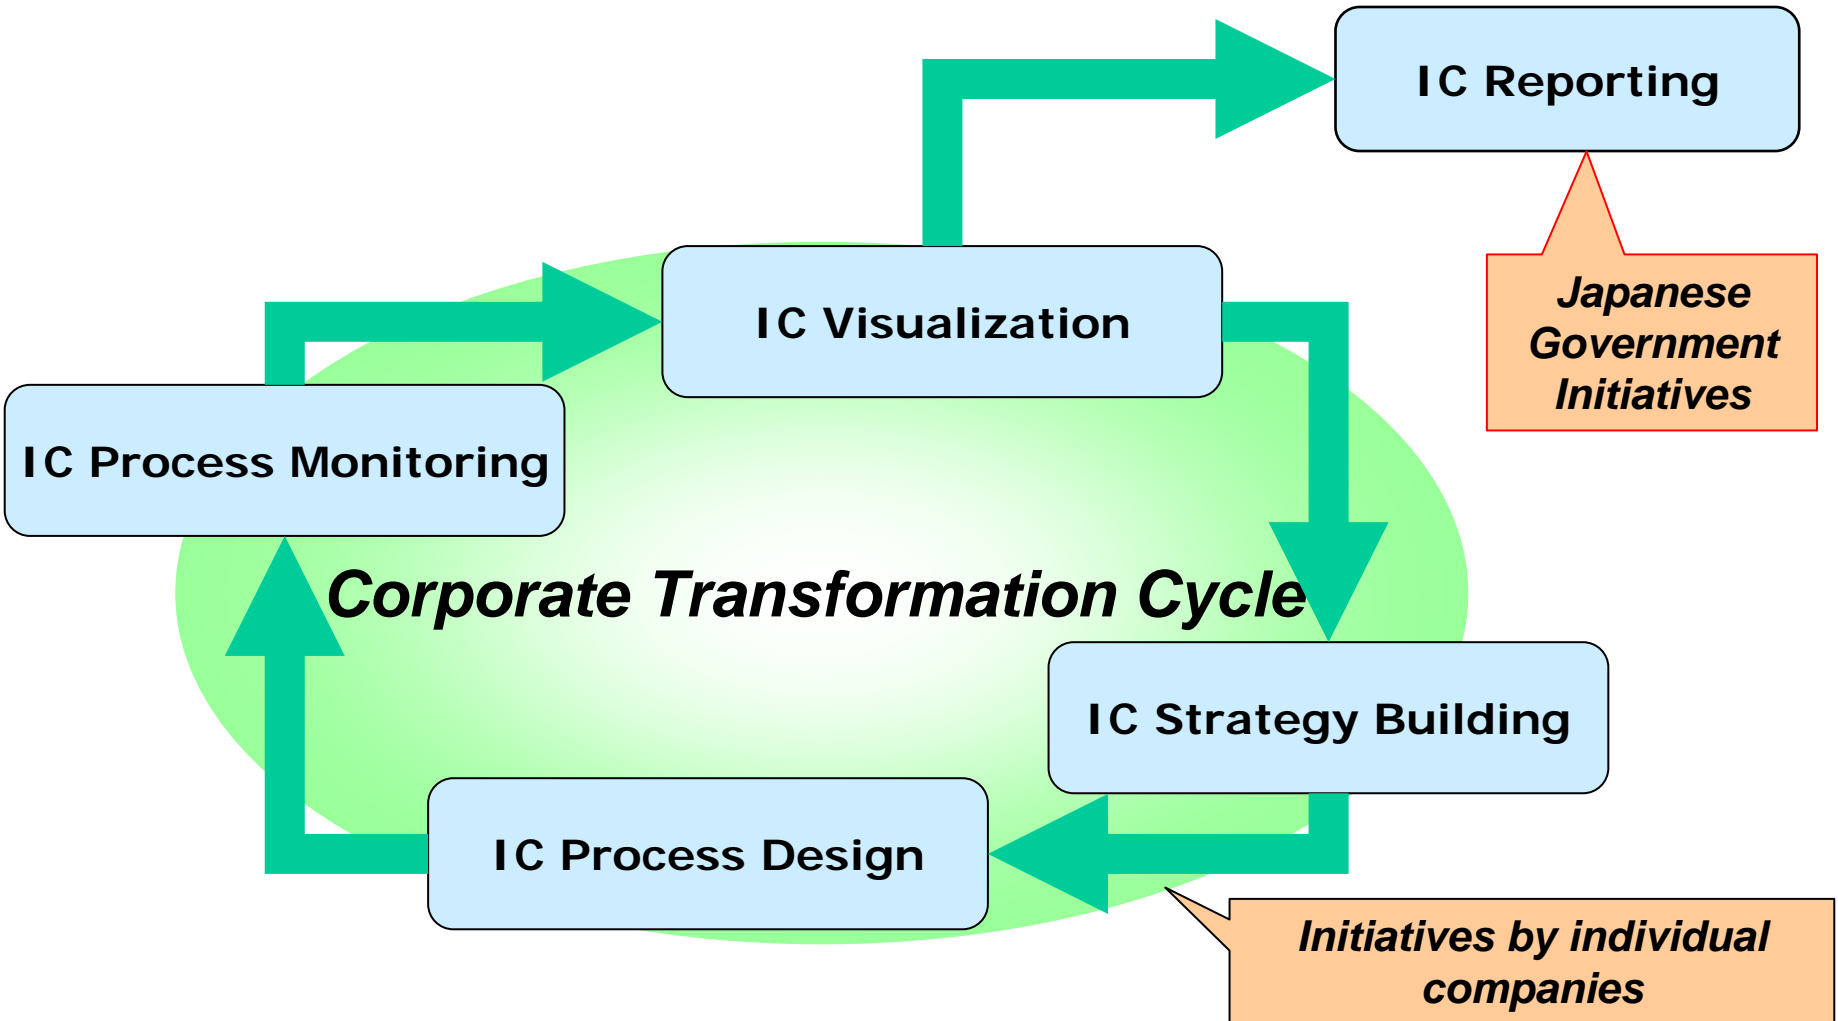 IC Reporting
Japanese
Government
Initiatives
IC Visualization
IC Process Monitoring
Corporate Transformation Cycle
IC Strategy Building
IC Process Design
Initiatives by individual
companies